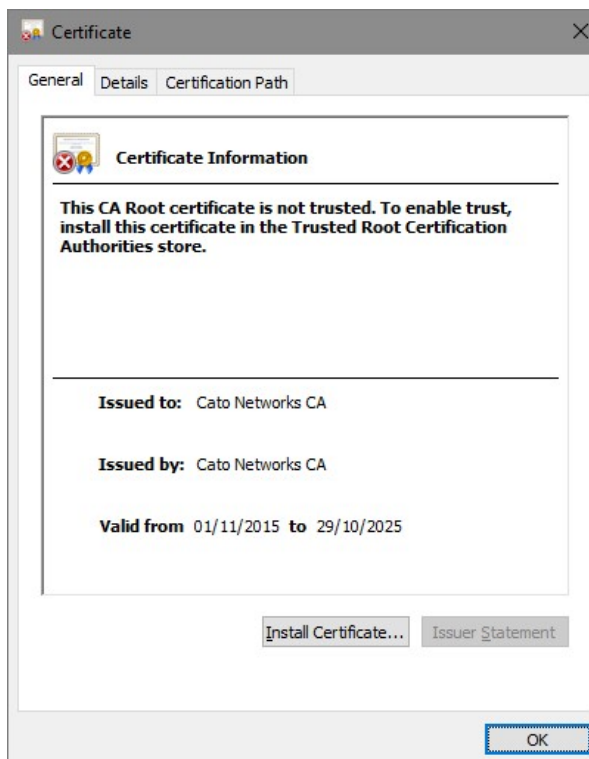 Certificate
General Details Certification Path
Certificate Information
This CA Root certificate is not trusted. To enable trust,
install this certificate in the Trusted Root Certification
Authorities store.
Issued to: Cato Networks CA
Issued by: Cato Networks CA
Valid from 01/11/2015 to 29/10/2025
Install Certificate... Issuer Statement
OK